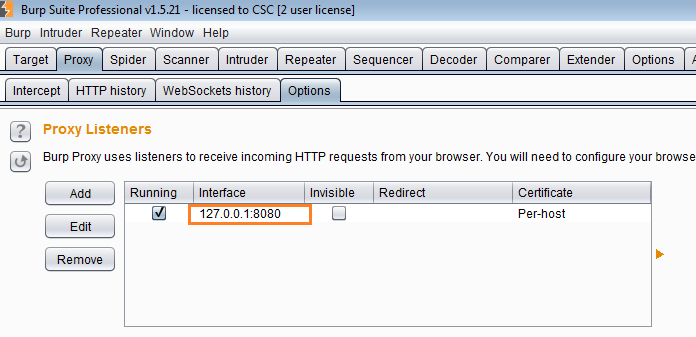 Burp Suite Professional v1.5.21 - licensed to CSC [2 user license]
Burp Intruder Repeater Window Help
Target Proxy Spider Scanner Intruder Repeater Sequencer Decoder Comparer Extender Options
Intercept HTTP history WebSockets history Options
? Proxy Listeners
Burp Proxy uses listeners to receive incoming HTTP requests from your browser. You will need to configure your browse
Add Running Interface Invisible Redirect Certificate
127.0.0.1:8080 Per-host
Edit
Remove